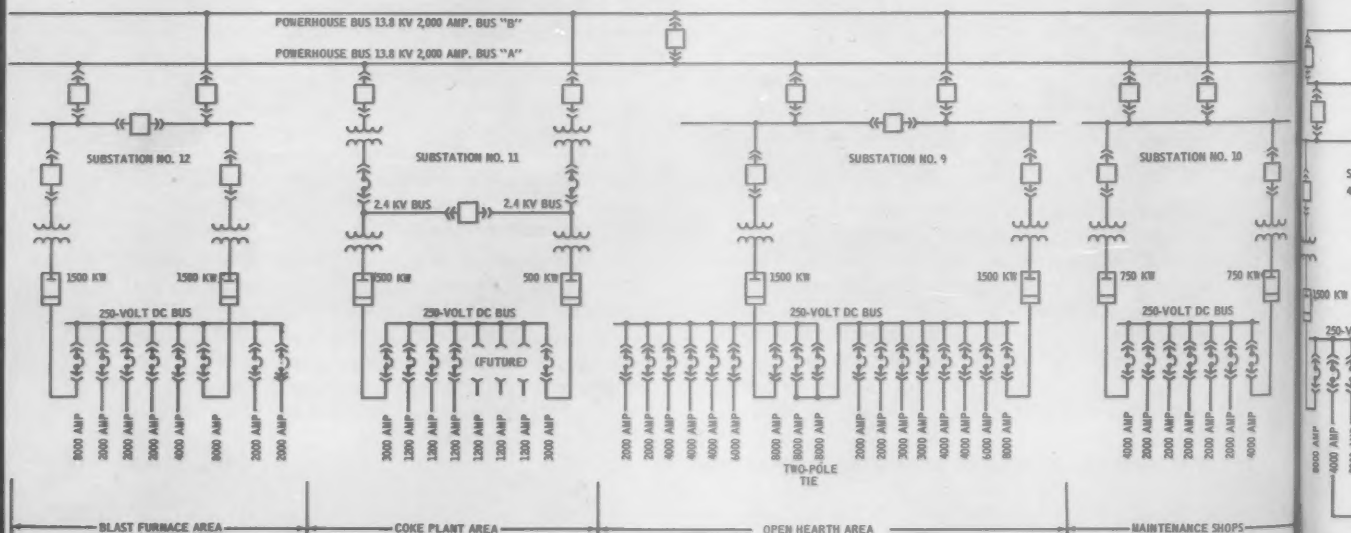 POWERHOUSE BUS 13.8 KV 2,000 AMP. BUS "B"
POWERHOUSE BUS 13.8 KV 2,000 AMP. BUS "A"
SUBSTATION NO. 12
SUBSTATION NO. 11
SUBSTATION NO. 9
SUBSTATION NO. 10
2.4 KV BUS
2.4 KV BUS
1500 KW
1500 KW
500 KW
500 KW
1500 KW
1500 KW
750 KW
750 KW
1500 KW
250-VOLT DC BUS
250-VOLT DC BUS
250-VOLT DC BUS
250-VOLT DC BUS
250-V
(FUTURE)
8000 AMP
2000 AMP
2000 AMP
2000 AMP
4000 AMP
8000 AMP
2000 AMP
2000 AMP
3000 AMP
1200 AMP
1200 AMP
1200 AMP
1200 AMP
1200 AMP
1200 AMP
3000 AMP
2000 AMP
2000 AMP
4000 AMP
4000 AMP
6000 AMP
8000 AMP
8000 AMP
8000 AMP
2000 AMP
2000 AMP
3000 AMP
3000 AMP
4000 AMP
6000 AMP
8000 AMP
4000 AMP
2000 AMP
2000 AMP
2000 AMP
2000 AMP
4000 AMP
8000 AMP
4000 AMP
TWO-POLE
TIE
BLAST FURNACE AREA
COKE PLANT AREA
OPEN HEARTH AREA
MAINTENANCE SHOPS